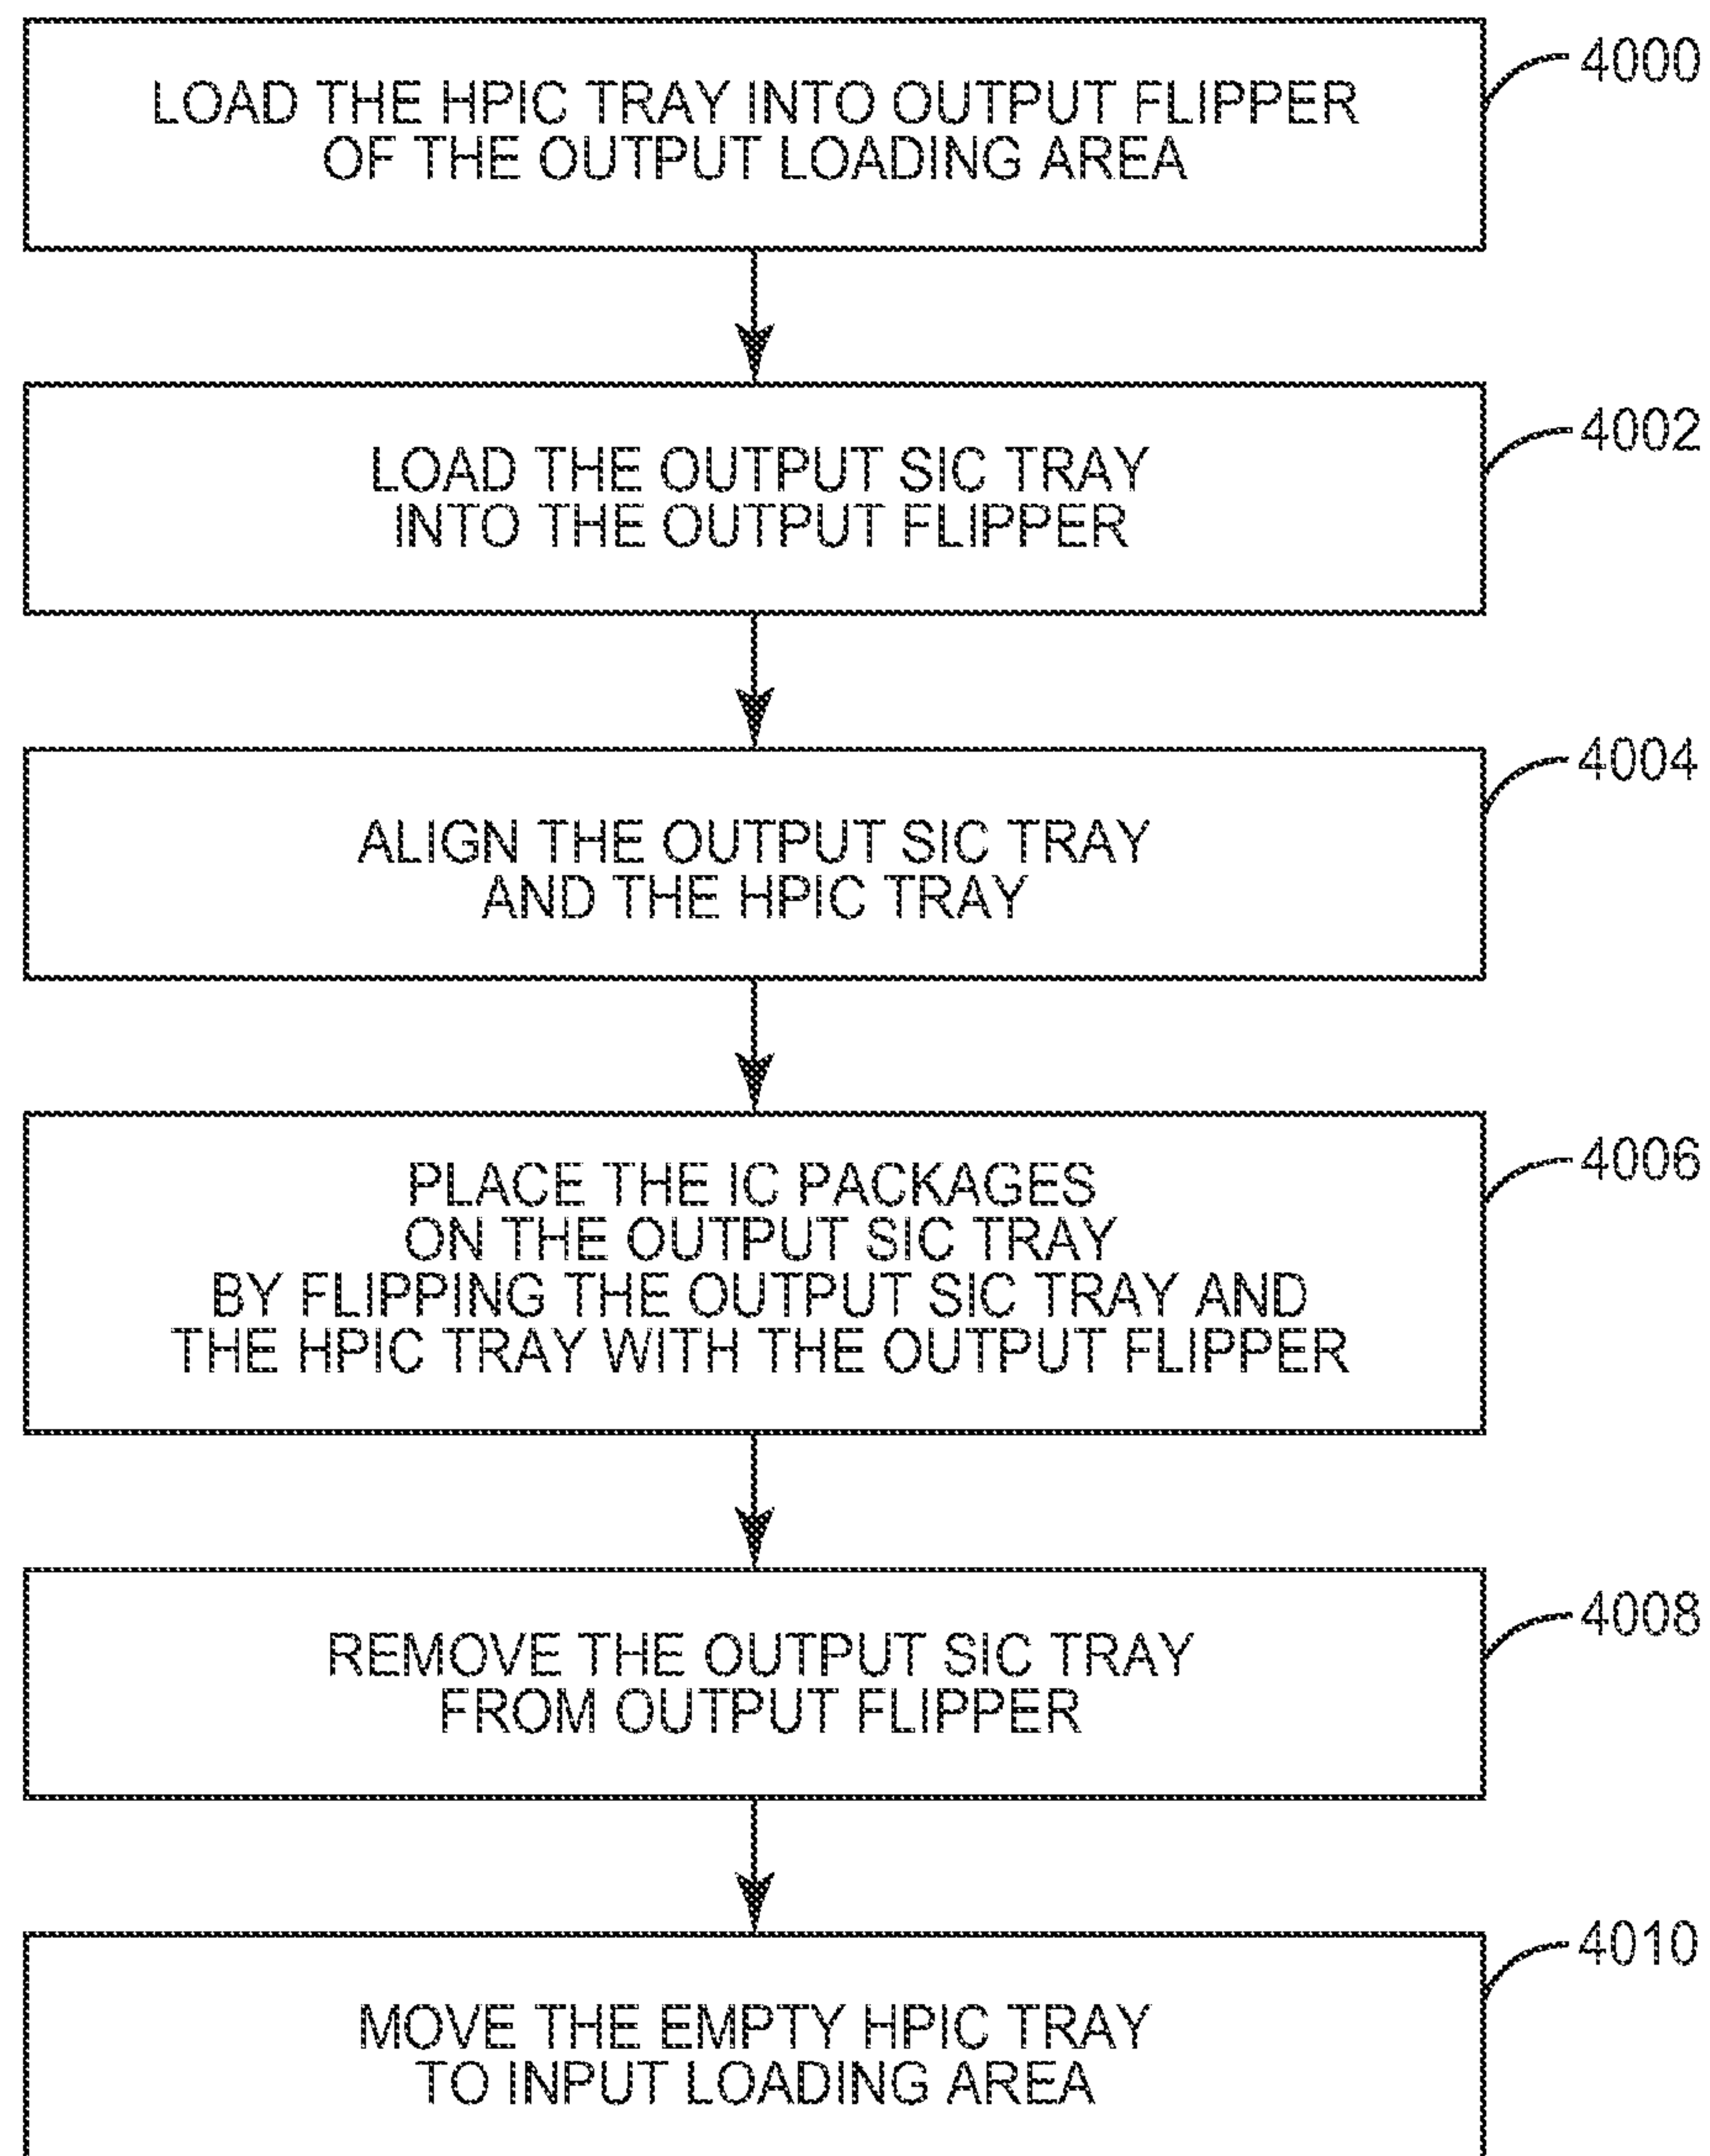 LOAD THE HPIC TRAY INTO OUTPUT FLIPPER
OF THE OUTPUT LOADING AREA
4000
LOAD THE OUTPUT SIC TRAY
INTO THE OUTPUT FLIPPER
4002
ALIGN THE OUTPUT SIC TRAY
AND THE HPIC TRAY
4004
PLACE THE IC PACKAGES
ON THE OUTPUT SIC TRAY
BY FLIPPING THE OUTPUT SIC TRAY AND
THE HPIC TRAY WITH THE OUTPUT FLIPPER
4006
REMOVE THE OUTPUT SIC TRAY
FROM OUTPUT FLIPPER
4008
MOVE THE EMPTY HPIC TRAY
TO INPUT LOADING AREA
4010